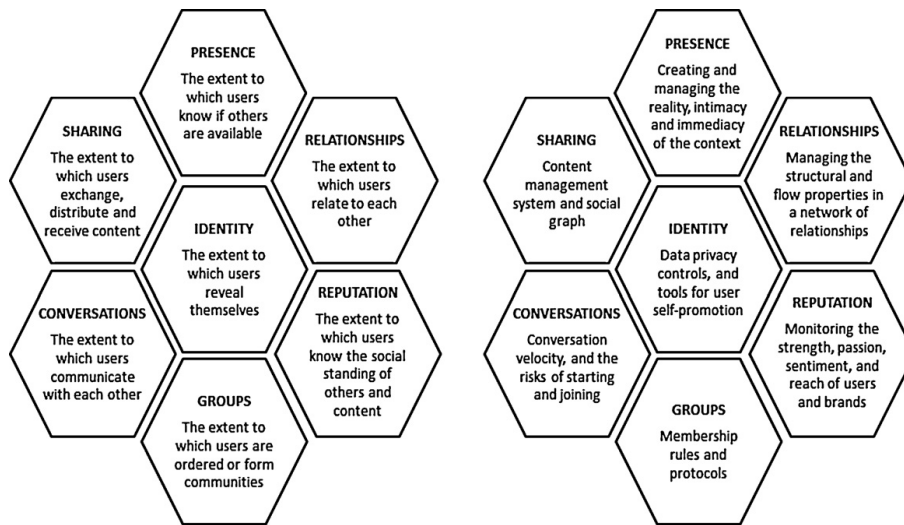 PRESENCE
The extent to
which users
know if others
are available
SHARING
The extent to
which users
exchange,
distribute and
receive content
RELATIONSHIPS
The extent to
which users
relate to each
other
IDENTITY
The extent to
which users
reveal
themselves
CONVERSATIONS
The extent to
which users
communicate
with each other
REPUTATION
The extent to
which users
know the social
standing of
others and
content
GROUPS
The extent to
which users are
ordered or form
communities
PRESENCE
Creating and
managing the
reality, intimacy
and immediacy
of the context
SHARING
Content
management
system and social
graph
RELATIONSHIPS
Managing the
structural and
flow properties in
a network of
relationships
IDENTITY
Data privacy
controls, and
tools for user
self-promotion
CONVERSATIONS
Conversation
velocity, and the
risks of starting
and joining
REPUTATION
Monitoring the
strength, passion,
sentiment, and
reach of users
and brands
GROUPS
Membership
rules and
protocols